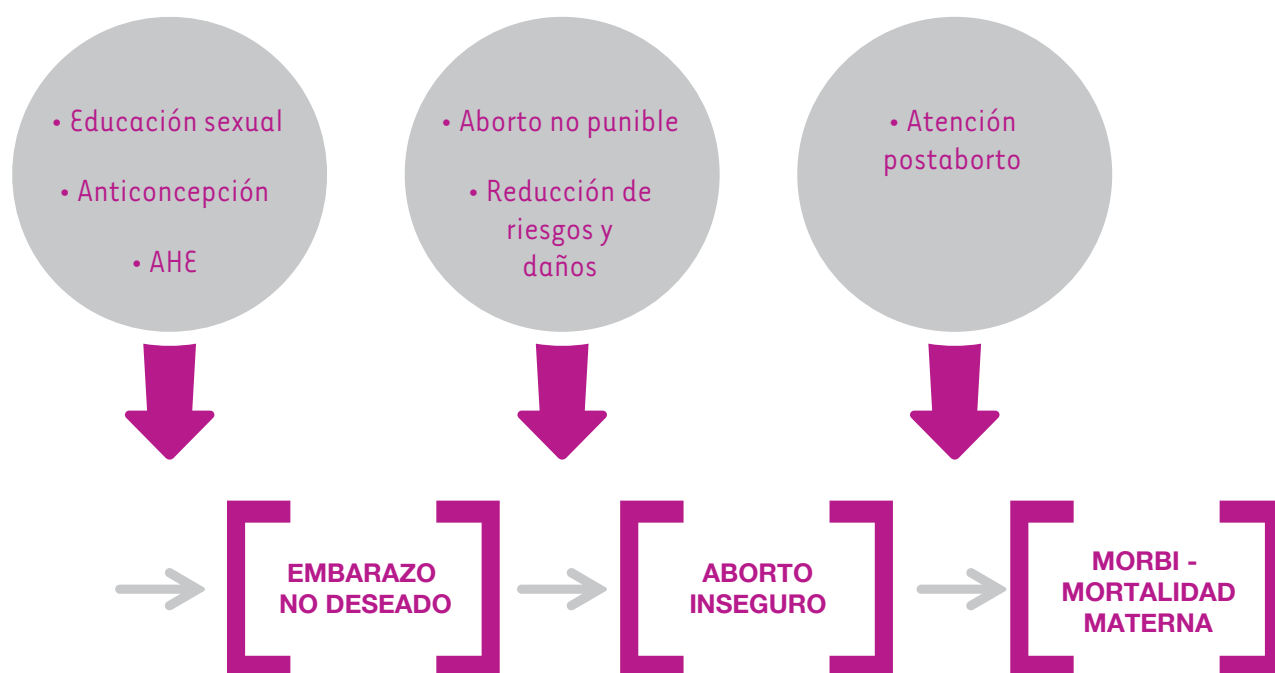 • Educación sexual
• Anticoncepción
• AHE
• Aborto no punible
• Reducción de
riesgos y
daños
• Atención
postaborto
EMBARAZO
NO DESEADO
ABORTO
INSEGURO
MORBI -
MORTALIDAD
MATERNA